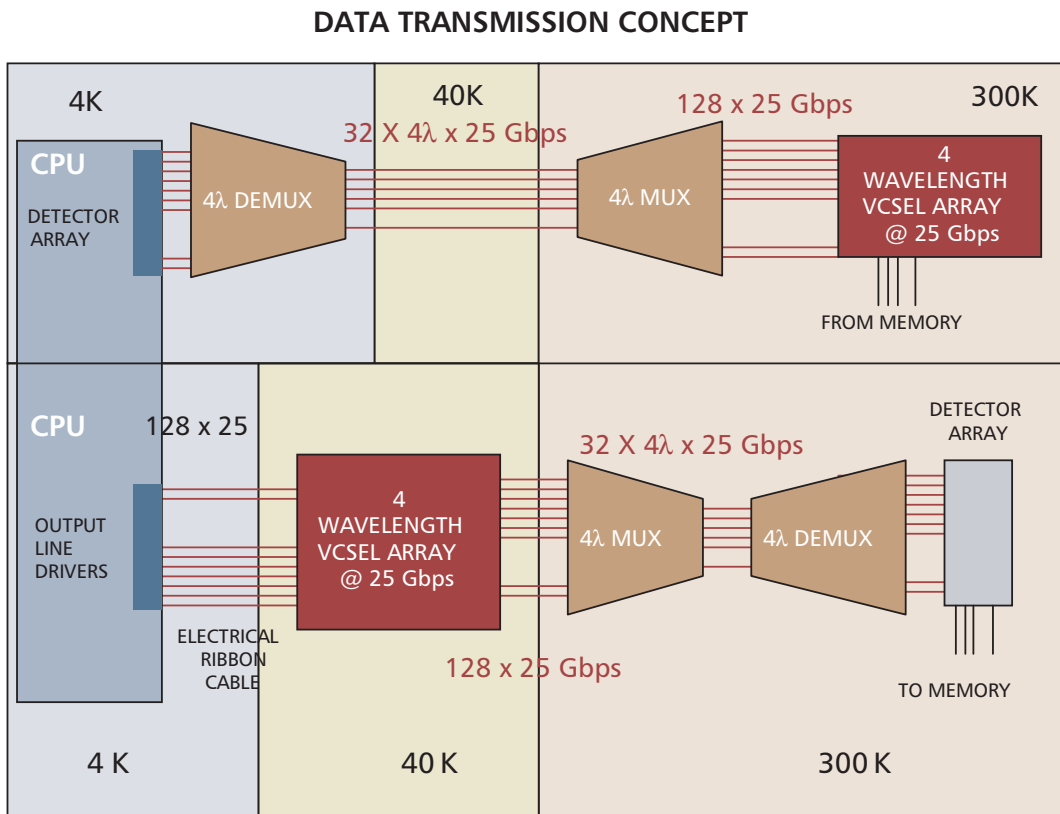 DATA TRANSMISSION CONCEPT
4K
40K
300K
128 x 25 Gbps
32 X 4λ x 25 Gbps
CPU
DETECTOR
ARRAY
4λ DEMUX
4λ MUX
4
WAVELENGTH
VCSEL ARRAY
@ 25 Gbps
FROM MEMORY
CPU
128 x 25
OUTPUT
LINE
DRIVERS
ELECTRICAL
RIBBON
CABLE
4
WAVELENGTH
VCSEL ARRAY
@ 25 Gbps
128 x 25 Gbps
32 X 4λ x 25 Gbps
4λ MUX
4λ DEMUX
DETECTOR
ARRAY
TO MEMORY
4 K
40 K
300 K